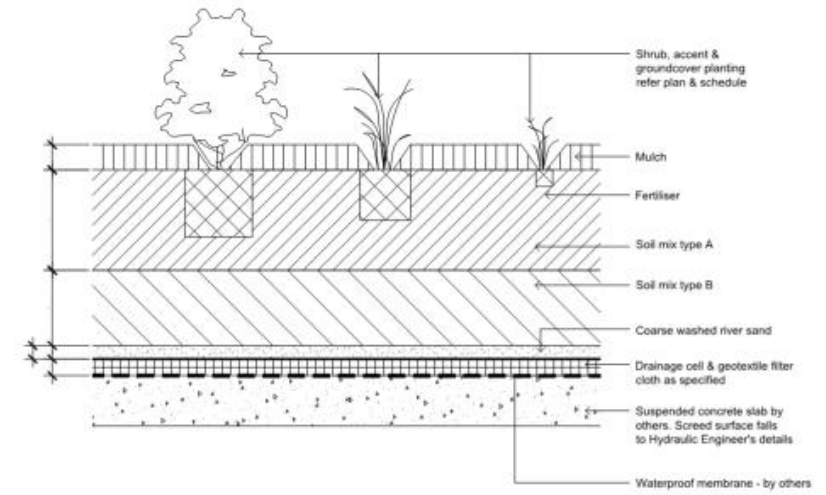 Shrub, accent &
groundcover planting
refer plan & schedule
Mulch
Fertiliser
Soil mix type A
Soil mix type B
Coarse washed river sand
Drainage cell & geotextile filter
cloth as specified
Suspended concrete slab by
others. Screed surface falls
to Hydraulic Engineer's details
Waterproof membrane - by others